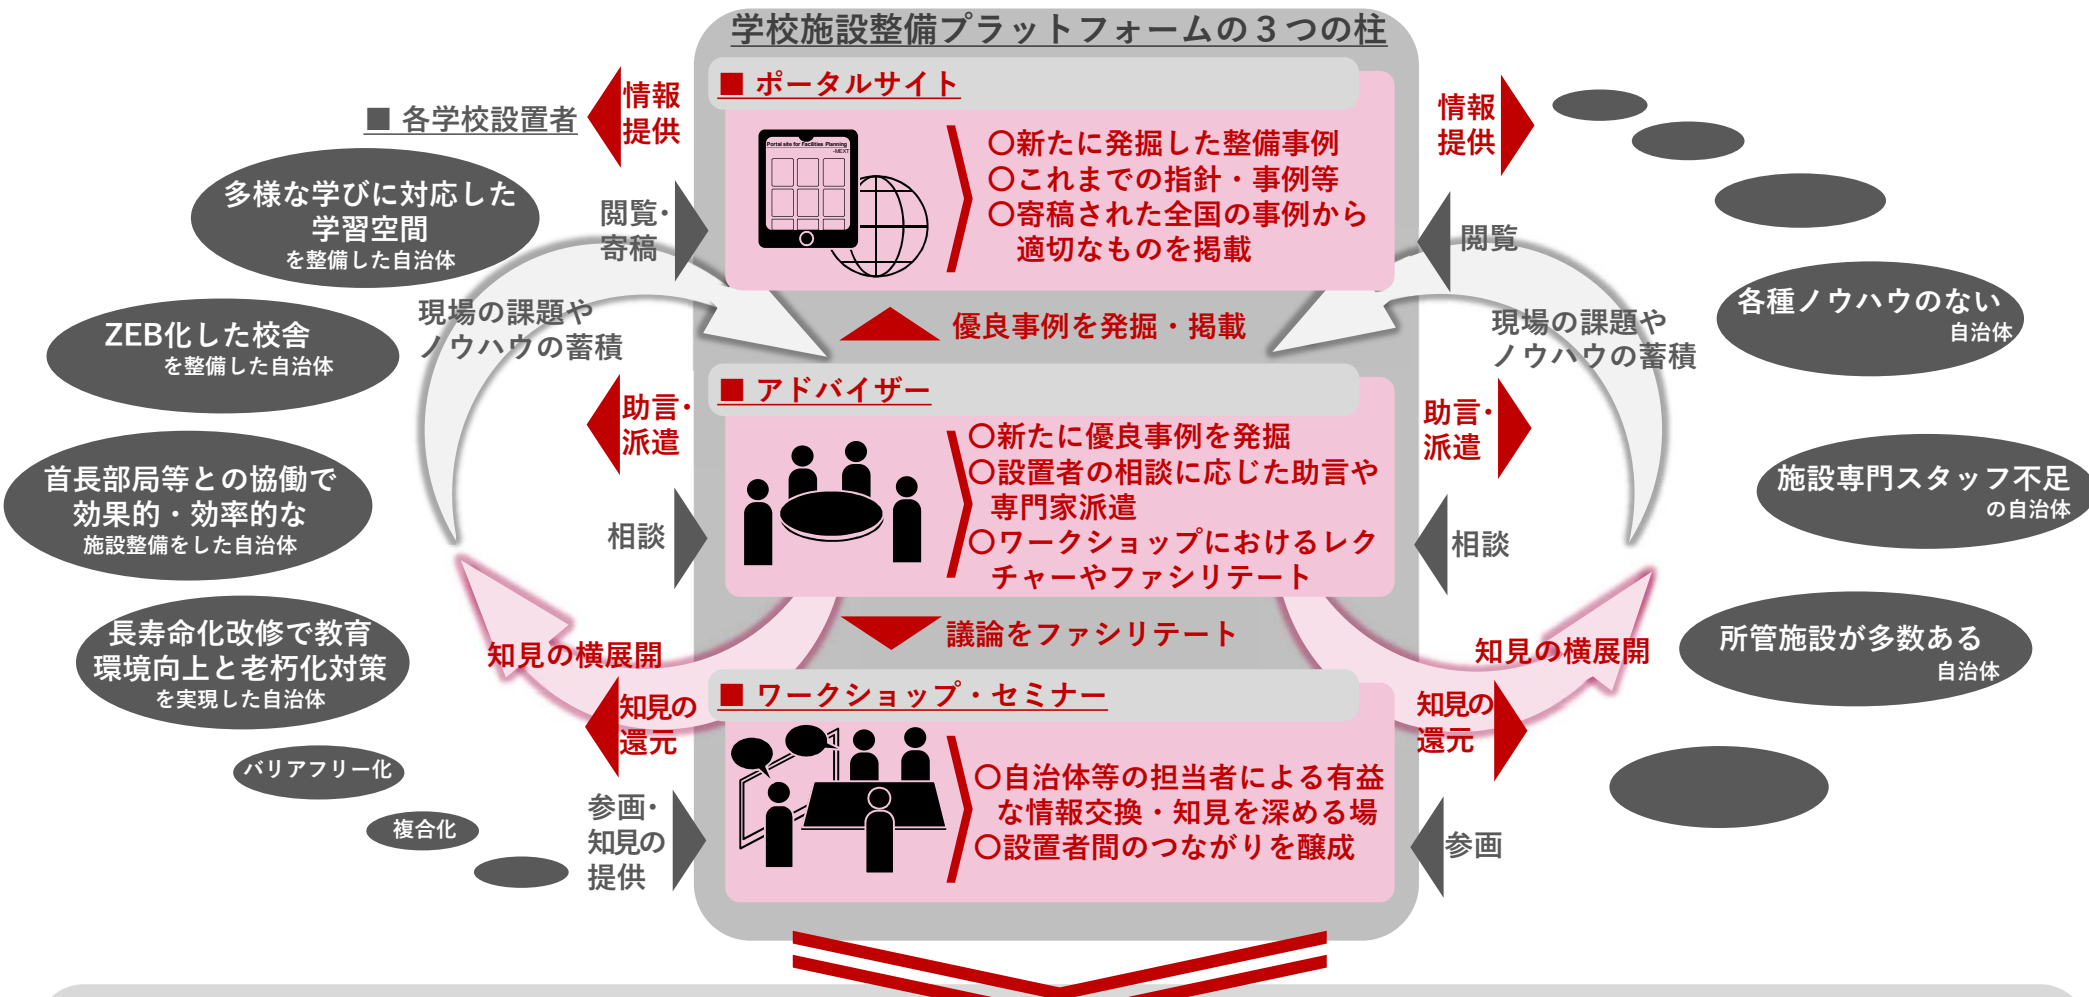 学校施設整備プラットフォームの３つの柱
■ 各学校設置者
多様な学びに対応した
学習空間
を整備した自治体
ZEB化した校舎
を整備した自治体
首長部局等との協働で
効果的・効率的な
施設整備をした自治体
長寿命化改修で教育
環境向上と老朽化対策
を実現した自治体
バリアフリー化
複合化
情報
提供
閲覧・
寄稿
現場の課題や
ノウハウの蓄積
助言・
派遣
相談
知見の横展開
知見の
還元
参画・
知見の
提供
■ ポータルサイト
Portal site for Facilities Planning
-MEXT
〇新たに発掘した整備事例
〇これまでの指針・事例等
〇寄稿された全国の事例から
適切なものを掲載
優良事例を発掘・掲載
■ アドバイザー
〇新たに優良事例を発掘
〇設置者の相談に応じた助言や
専門家派遣
〇ワークショップにおけるレク
チャーやファシリテート
議論をファシリテート
■ ワークショップ・セミナー
〇自治体等の担当者による有益
な情報交換・知見を深める場
〇設置者間のつながりを醸成
情報
提供
閲覧
現場の課題や
ノウハウの蓄積
助言・
派遣
相談
知見の横展開
知見の
還元
参画
各種ノウハウのない
自治体
施設専門スタッフ不足
の自治体
所管施設が多数ある
自治体